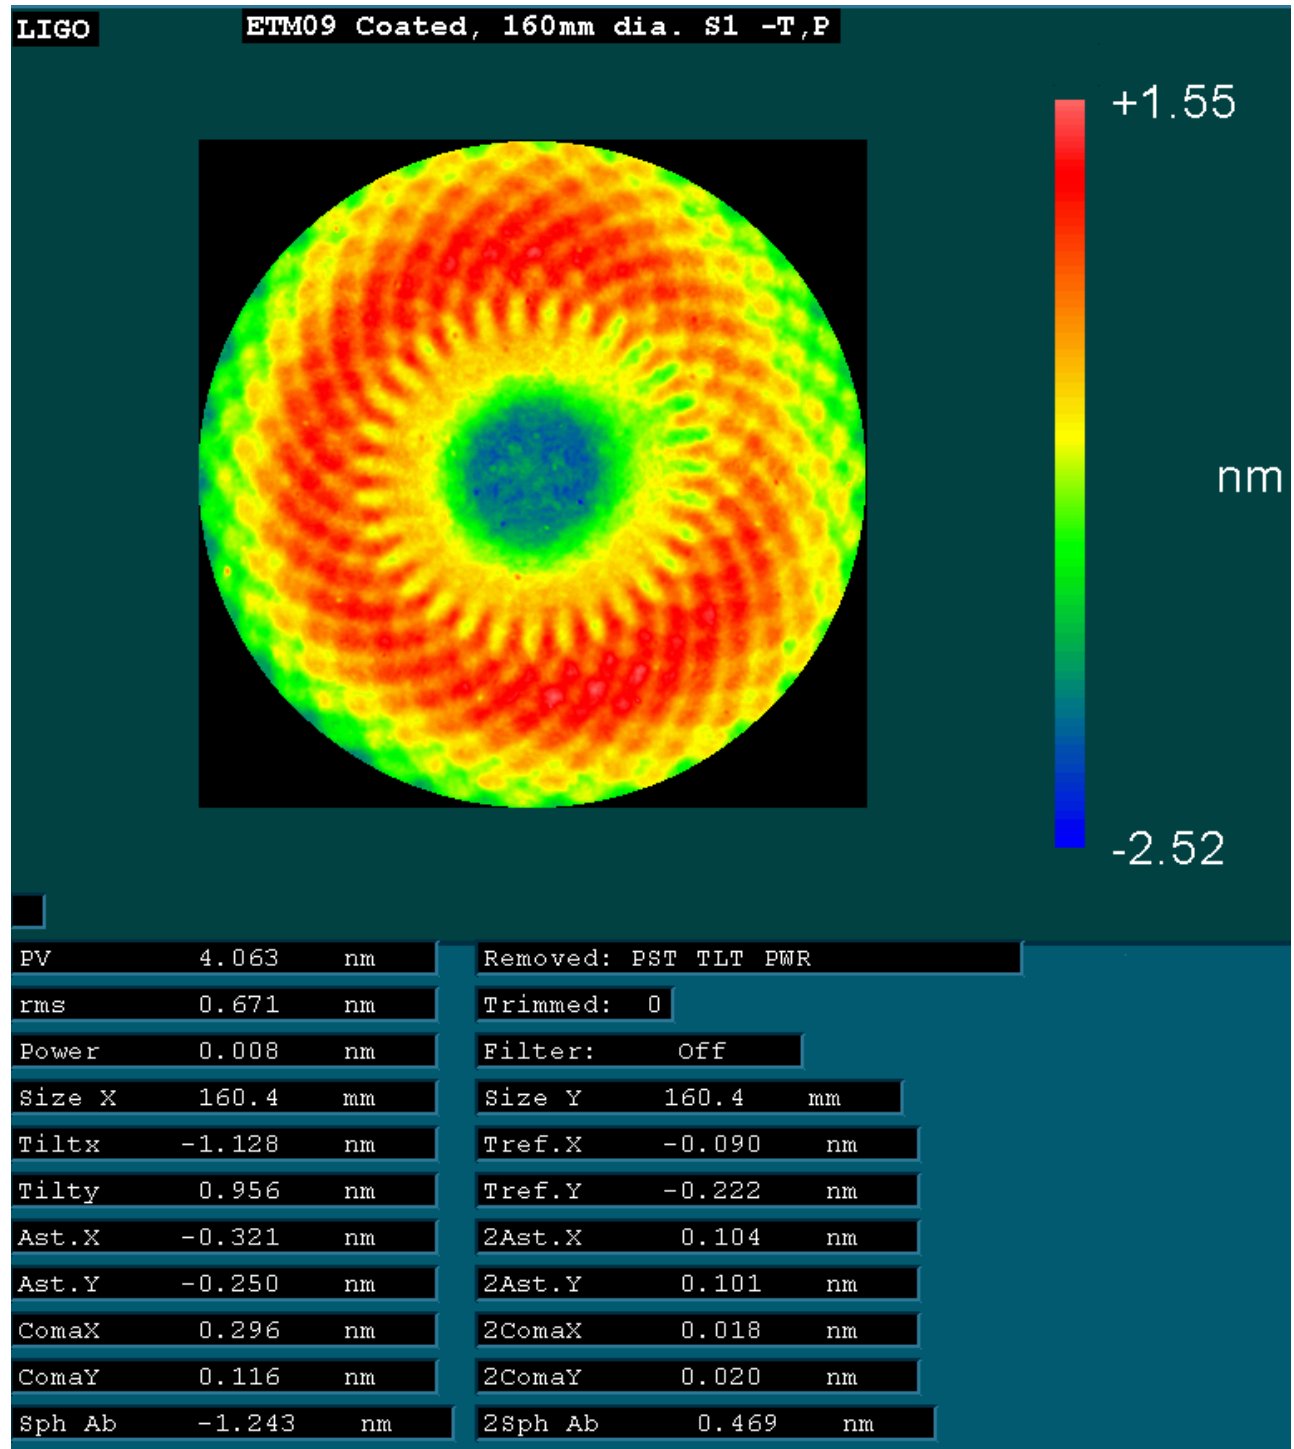 LIGO
ETM09 Coated, 160mm dia. S1 -T,P
+1.55
nm
-2.52
PV 4.063 nm Removed: PST TLT PWR
rms 0.671 nm Trimmed: 0
Power 0.008 nm Filter: Off
Size X 160.4 mm Size Y 160.4 mm
Tiltx -1.128 nm Tref.X -0.090 nm
Tilty 0.956 nm Tref.Y -0.222 nm
Ast.X -0.321 nm 2Ast.X 0.104 nm
Ast.Y -0.250 nm 2Ast.Y 0.101 nm
ComaX 0.296 nm 2ComaX 0.018 nm
ComaY 0.116 nm 2ComaY 0.020 nm
Sph Ab -1.243 nm 2Sph Ab 0.469 nm